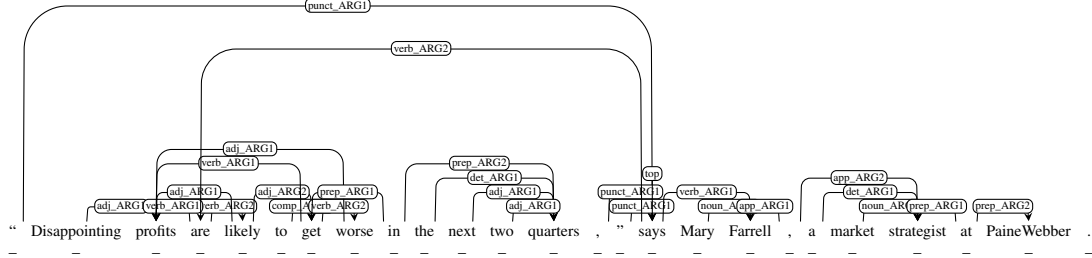 punct_ARG1
verb_ARG2
adj_ARG1
verb_ARG1 prep_ARG2 top
det_ARG1 app_ARG2
adj_ARG1 adj_ARG2 prep_ARG1 adj_ARG1 punct_ARG1 verb_ARG1 det_ARG1
adj_ARG1 verb_ARG1 verb_ARG2 verb_ARG2 adj_ARG1 punct_ARG1 app_ARG1 prep_ARG1 prep_ARG2
“ Disappointing profits are likely to get worse in the next two quarters , ” says Mary Farrell , a market strategist at PaineWebber .